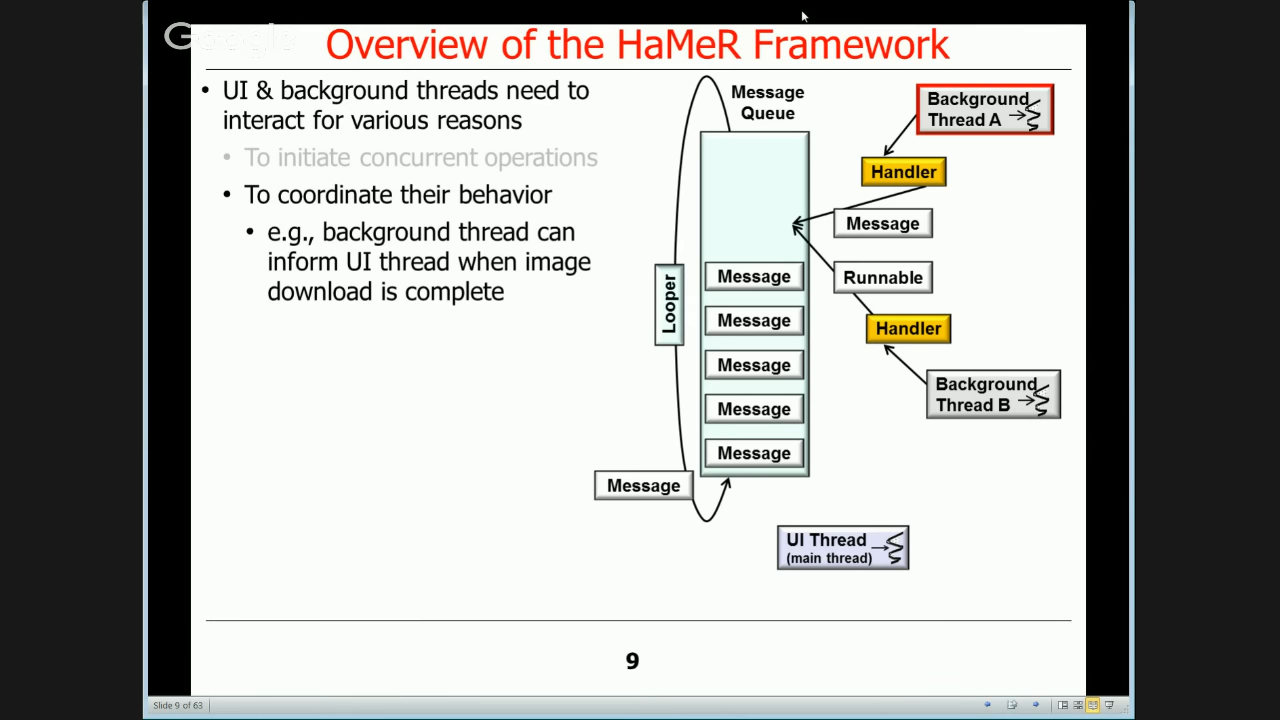 Google
Overview of the HaMeR Framework
• UI & background threads need to
interact for various reasons
• To initiate concurrent operations
• To coordinate their behavior
• e.g., background thread can
inform UI thread when image
download is complete
Message
Queue
Background
Thread A
Handler
Message
Runnable
Handler
Background
Thread B
Looper
Message
Message
Message
Message
Message
Message
UI Thread
(main thread)
9
Slide 9 of 63